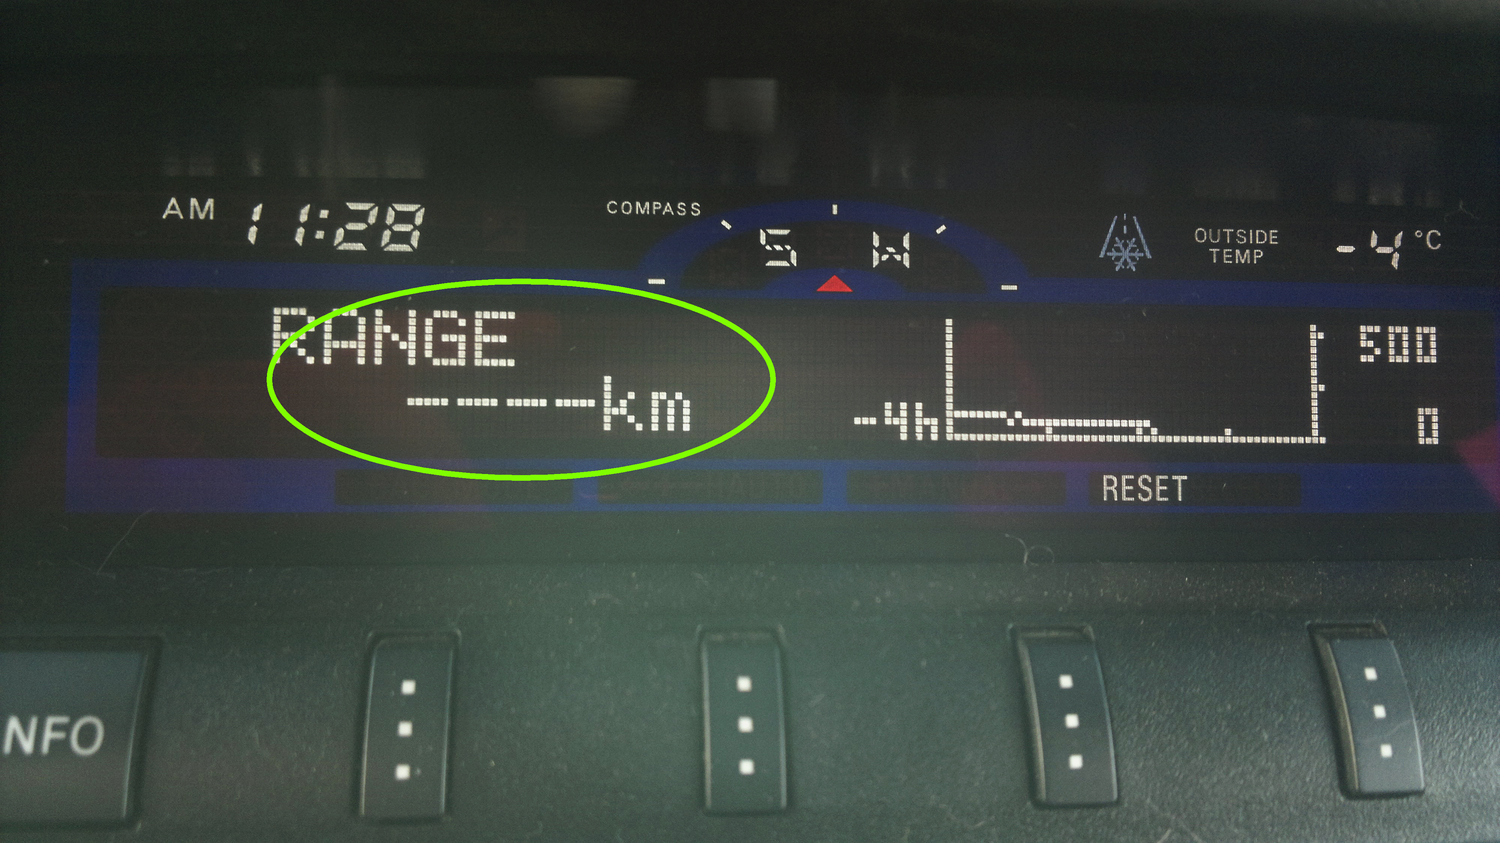 AM 11:28
COMPASS
S W
OUTSIDE
TEMP
-4°C
RANGE
----km
-4h
500
0
RESET
NFO